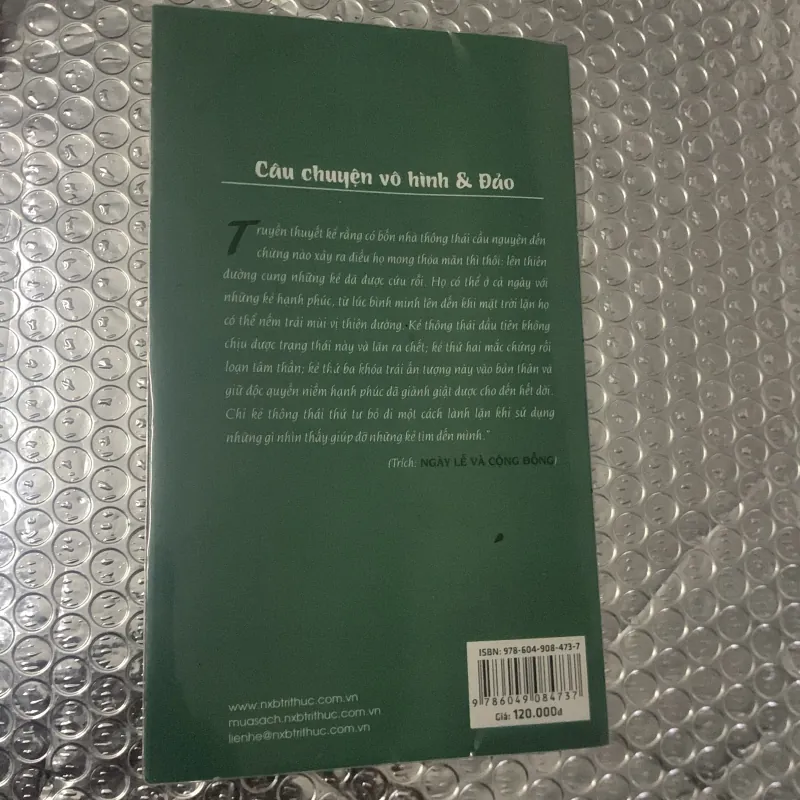 Câu chuyện vô hình & Đảo
Truyền thuyết kể rằng có bốn nhà thông thái cầu nguyện đến
chừng nào xảy ra điều họ mong thỏa mãn thì thôi: lên thiên
đường cung những kẻ đã được cứu rỗi. Họ có thể ở cả ngày với
những kẻ hạnh phúc, từ lúc bình minh lên đến khi mặt trời lặn họ
có thể nếm trải mùi vị thiên đường. Kẻ thông thái đầu tiên không
chịu được trạng thái này và lăn ra chết; kẻ thứ hai mắc chứng rối
loạn tâm thần; kẻ thứ ba khóa trái ấn tượng này vào bản thân và
giữ độc quyền niềm hạnh phúc đã giành giật được cho đến hết đời.
Chỉ kẻ thông thái thứ tư bỏ đi một cách lành lặn khi sử dụng
những gì nhìn thấy giúp đỡ những kẻ tìm đến mình."
(Trích: NGÀY LỄ VÀ CỘNG ĐỒNG)
ISBN: 978-604-908-473-7
9 786049 084737
Giá: 120.000đ
www.nxbtrithuc.com.vn
muasach.nxbtrithuc.com.vn
lienhe@nxbtrithuc.com.vn